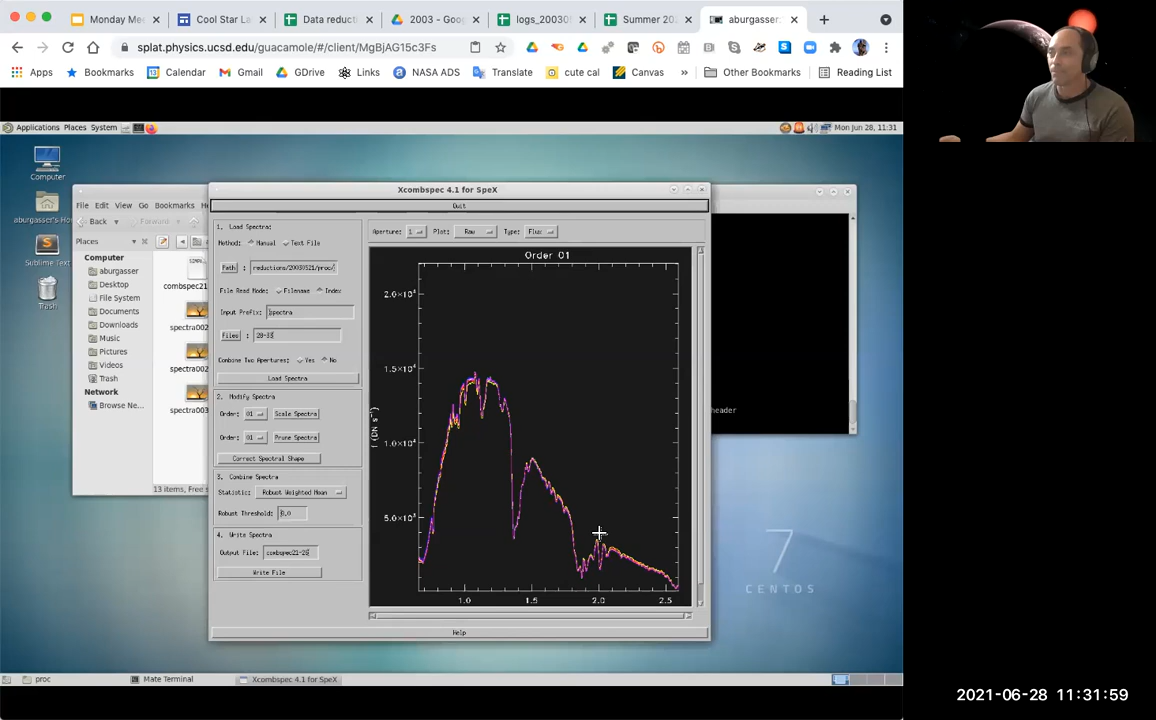 Monday Me
Cool Star La
Data reducti
2003 - Goog
logs_20030
Summer 202
aburgasser:
splat.physics.ucsd.edu/guacamole/#/client/MgBjAG15c3Fs
Apps
Bookmarks
Calendar
Gmail
GDrive
Links
NASA ADS
Translate
cute cal
Canvas
»
Other Bookmarks
Reading List
Applications Places System
Mon Jun 28, 11:31
Computer
aburgasser's Ho
Sublime Text
Trash
File Edit View Go Bookmarks
Back
Forward
Places
Computer
aburgasser
Desktop
File System
Documents
Downloads
Music
Pictures
Videos
Trash
Network
Browse Ne...
combspec21
spectra002
spectra002
spectra003
13 items, Free s
Xcombspec 4.1 for SpeX
Quit
1. Load Spectra:
Method: Manual Text File
Path : reductions/20030521/proc/
File Read Mode: Filename Index
Input Prefix: spectra
Files : 28-33
Combine Two Apertures: Yes No
Load Spectra
2. Modify Spectra
Order: 01 Scale Spectra
Order: 01 Prune Spectra
Correct Spectral Shape
3. Combine Spectra
Statistic: Robust Weighted Mean
Robust Threshold: 8.0
4. Write Spectra
Output File: combspec21-28
Write File
Aperture: 1 Plot: Raw Type: Flux
Order 01
2.0×10⁴
1.5×10⁴
1.0×10⁴
5.0×10³
f (DN s⁻¹)
1.0 1.5 2.0 2.5
Help
header
7
CENTOS
proc
Mate Terminal
Xcombspec 4.1 for SpeX
2021-06-28 11:31:59